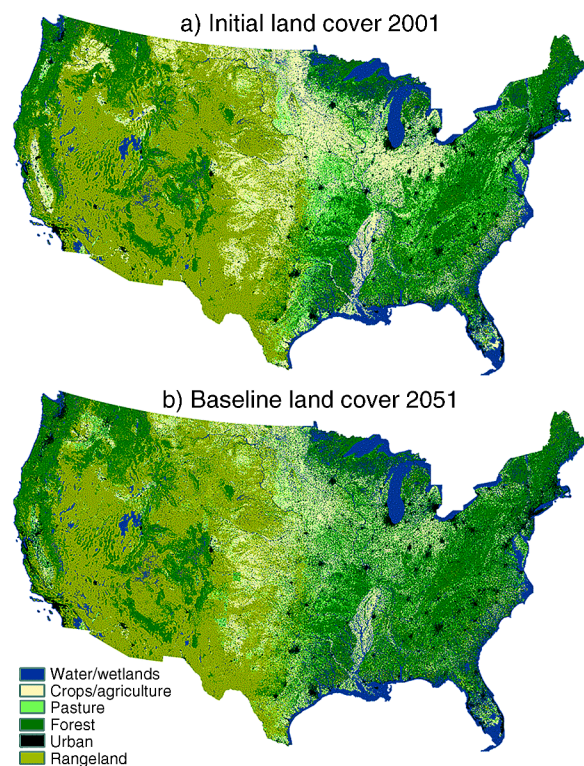 a) Initial land cover 2001
b) Baseline land cover 2051
Water/wetlands
Crops/agriculture
Pasture
Forest
Urban
Rangeland